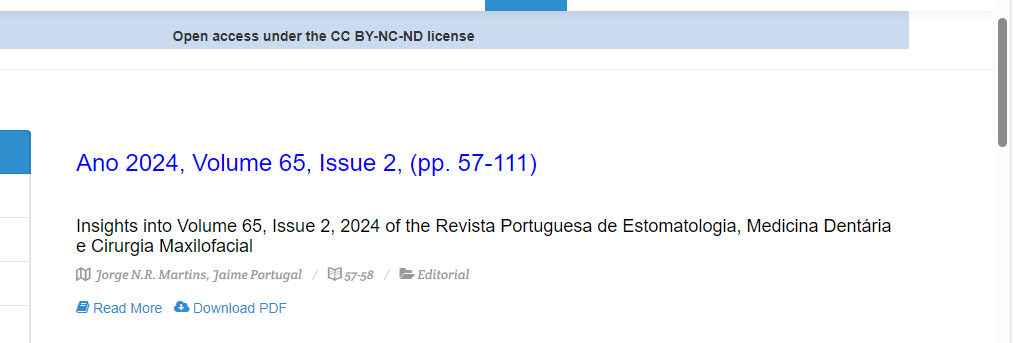 Open access under the CC BY-NC-ND license
Ano 2024, Volume 65, Issue 2, (pp. 57-111)
Insights into Volume 65, Issue 2, 2024 of the Revista Portuguesa de Estomatologia, Medicina Dentária
e Cirurgia Maxilofacial
Jorge N.R. Martins, Jaime Portugal / 57-58 / Editorial
Read More Download PDF